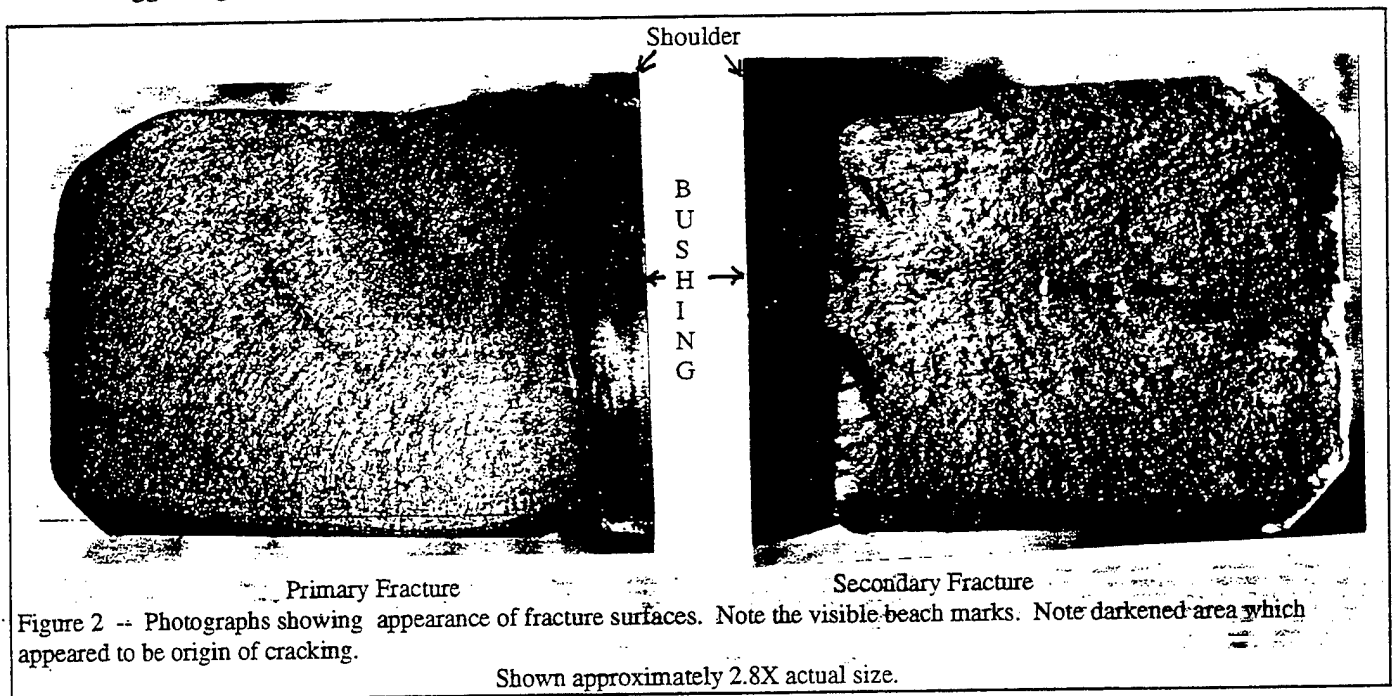 Shoulder
BUSHING
Primary Fracture
Secondary Fracture
Figure 2 -- Photographs showing appearance of fracture surfaces. Note the visible beach marks. Note darkened area which
appeared to be origin of cracking.
Shown approximately 2.8X actual size.